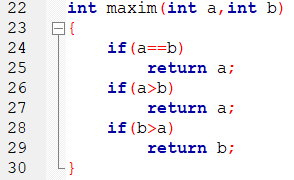 22 int maxim(int a,int b)
23 {
24 if(a==b)
25 return a;
26 if(a>b)
27 return a;
28 if(b>a)
29 return b;
30 }